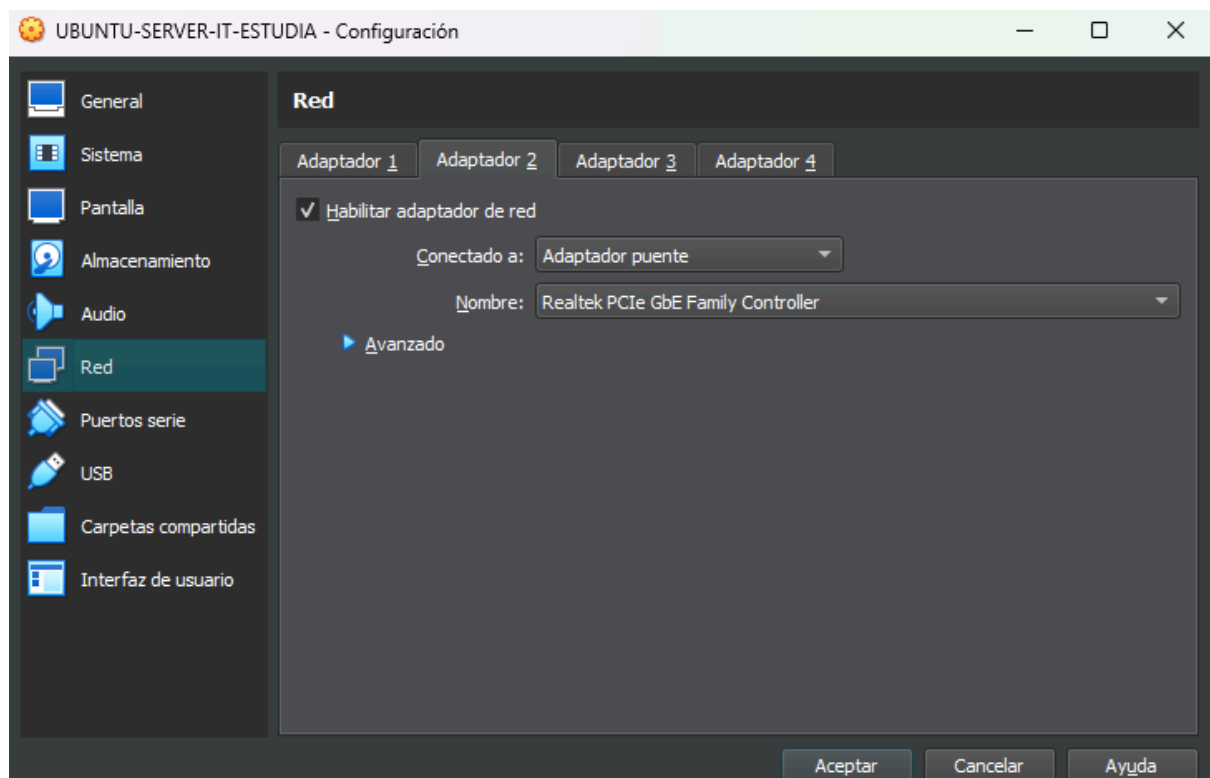 UBUNTU-SERVER-IT-ESTUDIA - Configuración
General
Sistema
Pantalla
Almacenamiento
Audio
Red
Puertos serie
USB
Carpetas compartidas
Interfaz de usuario
Red
Adaptador 1 Adaptador 2 Adaptador 3 Adaptador 4
Habilitar adaptador de red
Conectado a: Adaptador puente
Nombre: Realtek PCIe GbE Family Controller
Avanzado
Aceptar Cancelar Ayuda